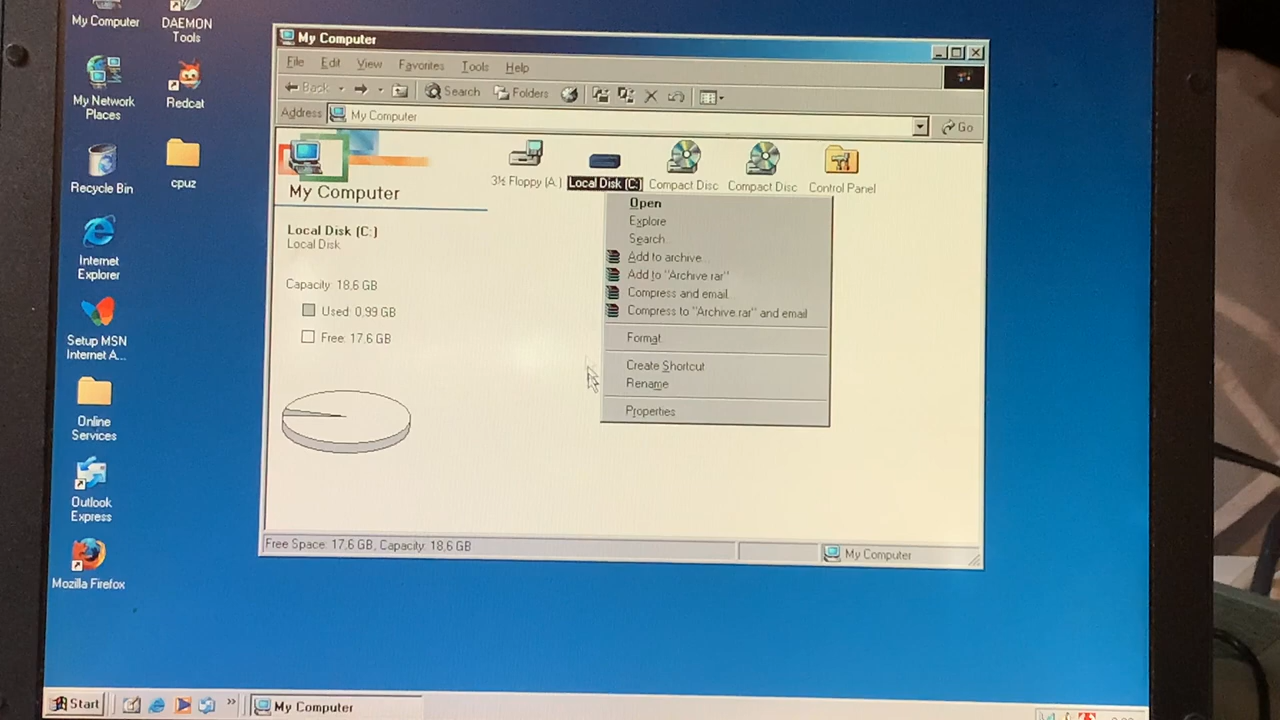 My Computer
DAEMON
Tools
My Network
Places
Redcat
Recycle Bin
cpuz
Internet
Explorer
Setup MSN
Internet A...
Online
Services
Outlook
Express
Mozilla Firefox
My Computer
File Edit View Favorites Tools Help
Back Search Folders
Address My Computer Go
My Computer
3½ Floppy (A:) Local Disk (C:) Compact Disc Compact Disc Control Panel
Local Disk (C:)
Local Disk
Capacity: 18.6 GB
Used: 0.99 GB
Free: 17.6 GB
Open
Explore
Search...
Add to archive...
Add to "Archive.rar"
Compress and email...
Compress to "Archive.rar" and email
Format...
Create Shortcut
Rename
Properties
Free Space: 17.6 GB, Capacity: 18.6 GB
My Computer
Start My Computer